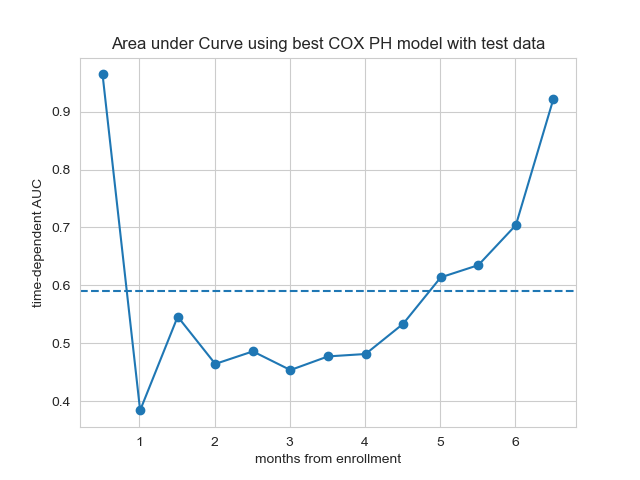 Area under Curve using best COX PH model with test data
time-dependent AUC
0.9
0.8
0.7
0.6
0.5
0.4
1 2 3 4 5 6
months from enrollment